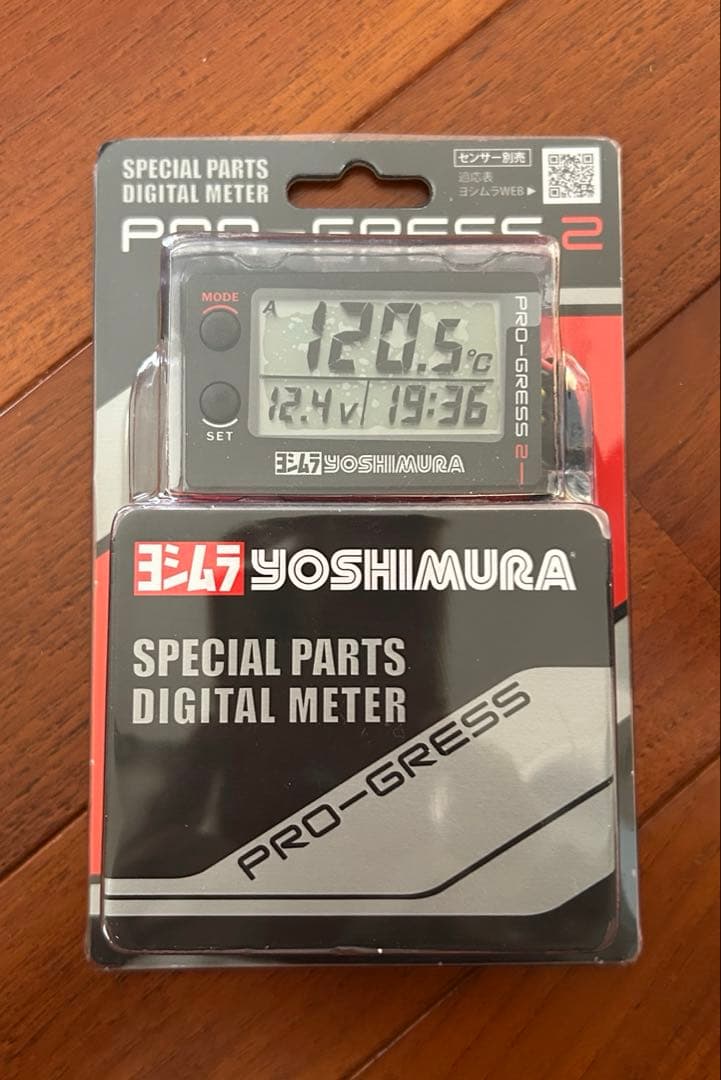 SPECIAL PARTS
DIGITAL METER
センサー別売
適応表
ヨシムラWEB ▶
PRO-GRESS 2
MODE
SET
A
120.5 °C
12.4 V 19:36
PRO-GRESS 2
ヨシムラ YOSHIMURA
ヨシムラ YOSHIMURA
SPECIAL PARTS
DIGITAL METER
PRO-GRESS